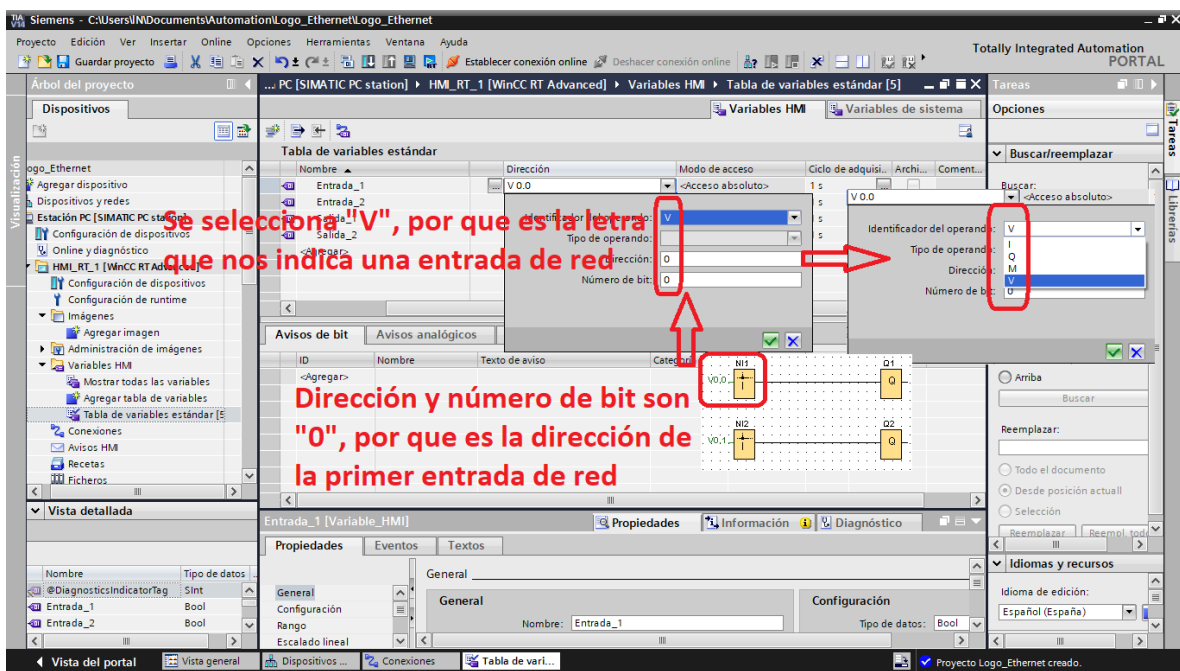 TIA V14 Siemens - C:\Users\IN\Documents\Automation\Logo_Ethernet\Logo_Ethernet
Proyecto Edición Ver Insertar Online Opciones Herramientas Ventana Ayuda
Totally Integrated Automation
PORTAL
Guardar proyecto Establecer conexión online Deshacer conexión online
Árbol del proyecto
Dispositivos
Visualización
ogo_Ethernet
Agregar dispositivo
Dispositivos y redes
Estación PC [SIMATIC PC station]
Configuración de dispositivos
Online y diagnóstico
HMI_RT_1 [WinCC RT Advanced]
Configuración de dispositivos
Configuración de runtime
Imágenes
Agregar imagen
Administración de imágenes
Variables HMI
Mostrar todas las variables
Agregar tabla de variables
Tabla de variables estándar [5
Conexiones
Avisos HMI
Recetas
Ficheros
Vista detallada
Nombre Tipo de datos
@DiagnosticsIndicatorTag SInt
Entrada_1 Bool
Entrada_2 Bool
... PC [SIMATIC PC station] HMI_RT_1 [WinCC RT Advanced] Variables HMI Tabla de variables estándar [5]
Variables HMI Variables de sistema
Tabla de variables estándar
Nombre Dirección Modo de acceso Ciclo de adquisi.. Archi... Coment...
Entrada_1 V 0.0 <Acceso absoluto> 1 s
Entrada_2
Salida_1
Salida_2
<Agregar>
Identificador del operando: V
Tipo de operando:
Dirección: 0
Número de bit: 0
V 0.0 <Acceso absoluto>
Identificador del operando: V
Tipo de operando:
Dirección:
Número de bit: 0
I
Q
M
V
Se selecciona "V", por que es la letra
que nos indica una entrada de red
Avisos de bit Avisos analógicos
ID Nombre Texto de aviso Categorí
<Agregar>
NI1 Q1
V0.0 I Q
NI2 Q2
V0.1 I Q
Dirección y número de bit son
"0", por que es la dirección de
la primer entrada de red
Entrada_1 [Variable_HMI]
Propiedades Información Diagnóstico
Propiedades Eventos Textos
General
Configuración
Rango
Escalado lineal
General
General
Nombre: Entrada_1
Configuración
Tipo de datos: Bool
Tareas
Opciones
Buscar/reemplazar
Buscar:
Arriba
Buscar
Reemplazar:
Todo el documento
Desde posición actuall
Selección
Reemplazar Reempl. todo
Idiomas y recursos
Idioma de edición:
Español (España)
Tareas
Librerías
Vista del portal Vista general Dispositivos ... Conexiones Tabla de vari... Proyecto Logo_Ethernet creado.